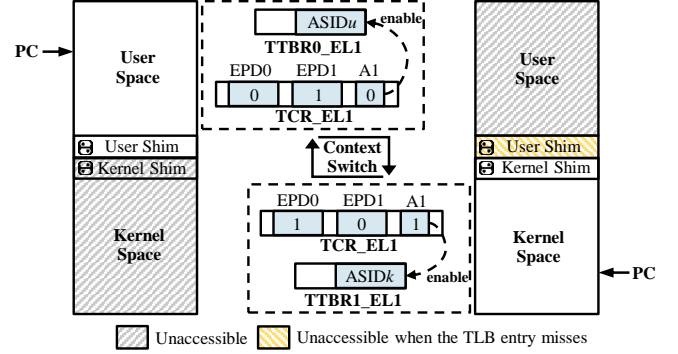 PC
User
Space
User Shim
Kernel Shim
Kernel
Space
ASIDu
enable
TTBR0_EL1
EPD0 EPD1 A1
0 1 0
TCR_EL1
Context
Switch
EPD0 EPD1 A1
1 0 1
TCR_EL1
ASIDk
enable
TTBR1_EL1
User
Space
User Shim
Kernel Shim
Kernel
Space
PC
Unaccessible
Unaccessible when the TLB entry misses